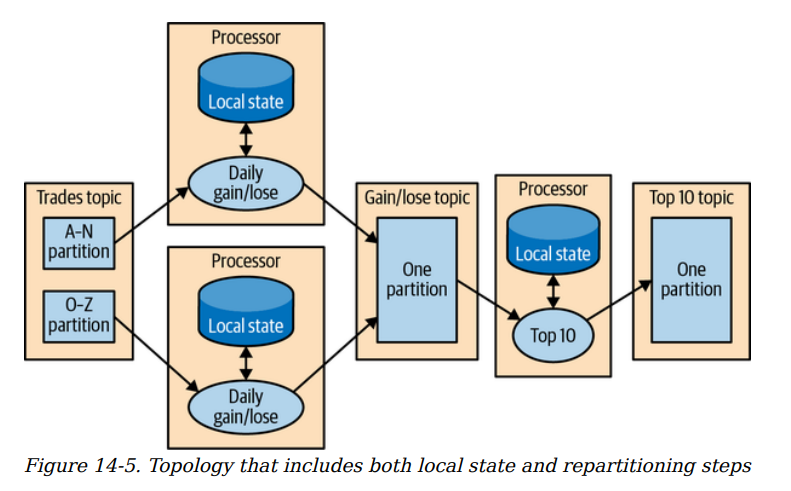 Processor
Local state
Daily
gain/lose
Trades topic
A–N
partition
O–Z
partition
Processor
Local state
Daily
gain/lose
Gain/lose topic
One
partition
Processor
Local state
Top 10
Top 10 topic
One
partition
Figure 14-5. Topology that includes both local state and repartitioning steps